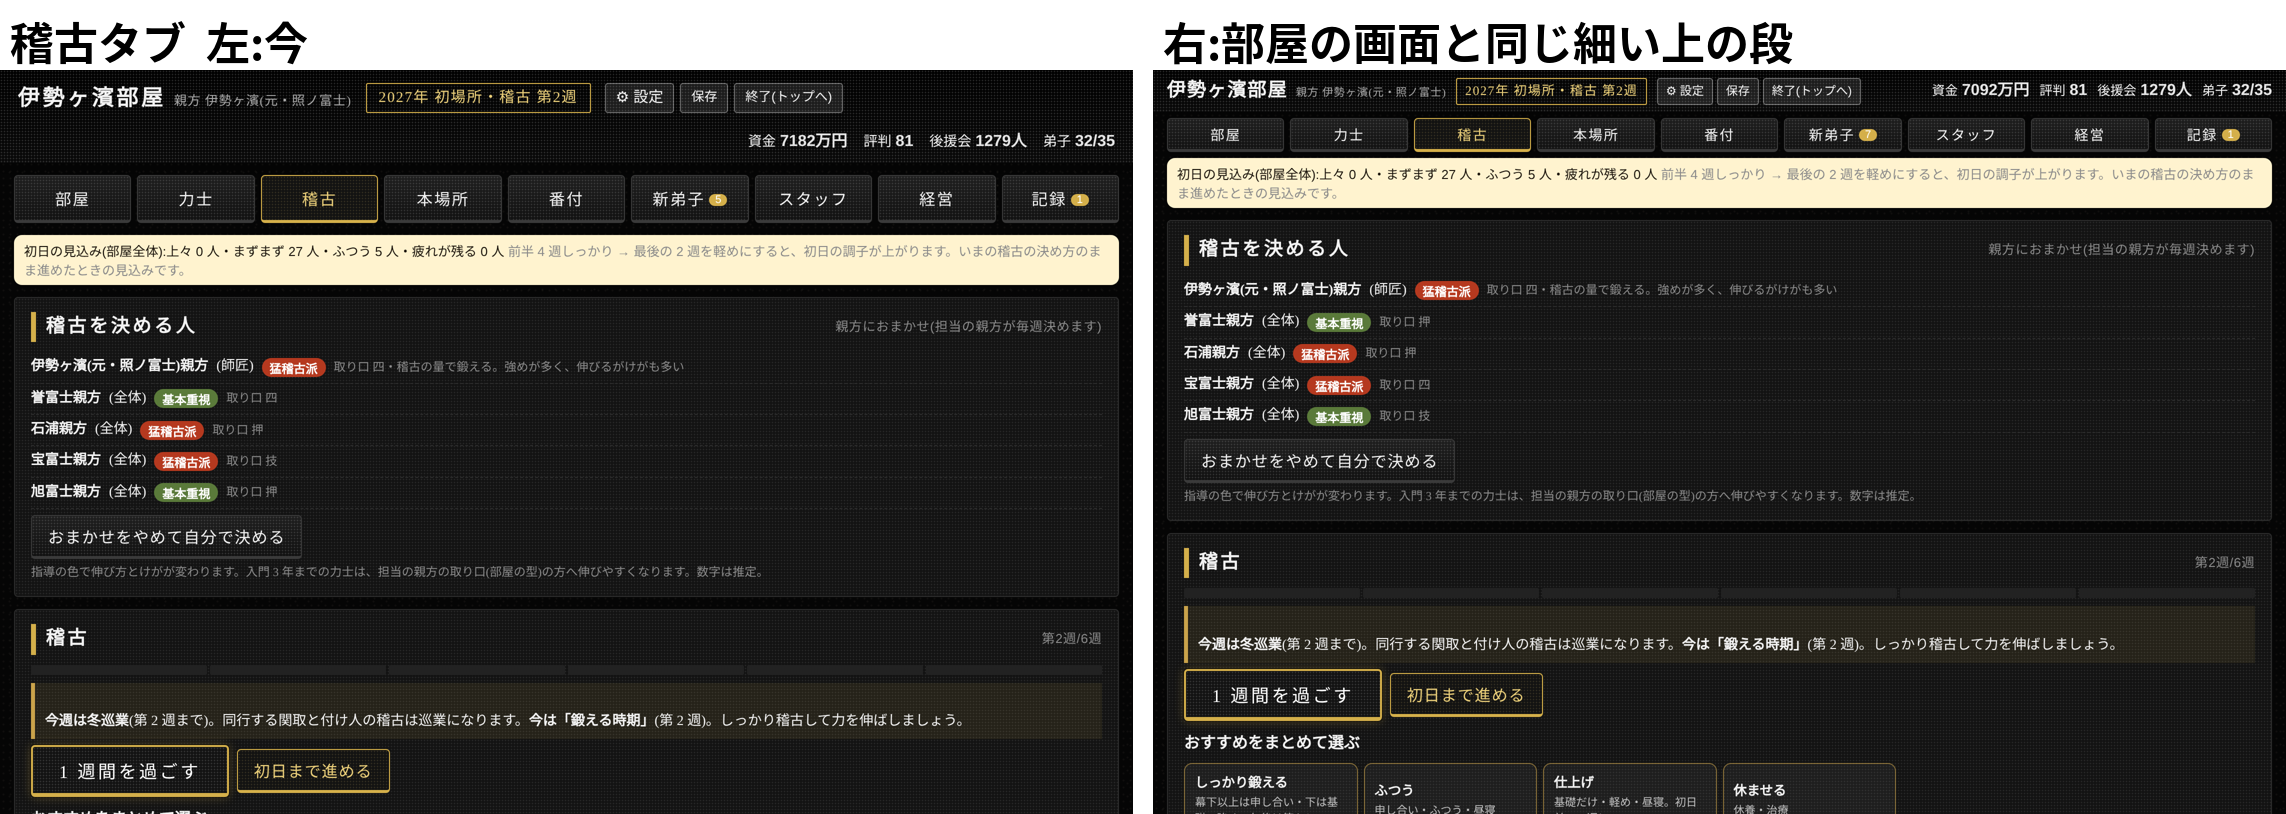 稽古タブ 左:今
伊勢ヶ濱部屋 親方 伊勢ヶ濱(元・照ノ富士) 2027年 初場所・稽古 第2週 ⚙ 設定 保存 終了(トップへ)
資金 7182万円 評判 81 後援会 1279人 弟子 32/35
部屋 力士 稽古 本場所 番付 新弟子 5 スタッフ 経営 記録 1
初日の見込み(部屋全体):上々 0 人・まずまず 27 人・ふつう 5 人・疲れが残る 0 人 前半 4 週しっかり → 最後の 2 週を軽めにすると、初日の調子が上がります。いまの稽古の決め方のま
ま進めたときの見込みです。
稽古を決める人 親方におまかせ(担当の親方が毎週決めます)
伊勢ヶ濱(元・照ノ富士)親方 (師匠) 猛稽古派 取り口 四・稽古の量で鍛える。強めが多く、伸びるがけがも多い
誉富士親方 (全体) 基本重視 取り口 四
石浦親方 (全体) 猛稽古派 取り口 押
宝富士親方 (全体) 猛稽古派 取り口 技
旭富士親方 (全体) 基本重視 取り口 押
おまかせをやめて自分で決める
指導の色で伸び方とけがが変わります。入門 3 年までの力士は、担当の親方の取り口(部屋の型)の方へ伸びやすくなります。数字は推定。
稽古 第2週/6週
今週は冬巡業(第 2 週まで)。同行する関取と付け人の稽古は巡業になります。今は「鍛える時期」(第 2 週)。しっかり稽古して力を伸ばしましょう。
1 週間を過ごす 初日まで進める
右:部屋の画面と同じ細い上の段
伊勢ヶ濱部屋 親方 伊勢ヶ濱(元・照ノ富士) 2027年 初場所・稽古 第2週 ⚙ 設定 保存 終了(トップへ) 資金 7092万円 評判 81 後援会 1279人 弟子 32/35
部屋 力士 稽古 本場所 番付 新弟子 7 スタッフ 経営 記録 1
初日の見込み(部屋全体):上々 0 人・まずまず 27 人・ふつう 5 人・疲れが残る 0 人 前半 4 週しっかり → 最後の 2 週を軽めにすると、初日の調子が上がります。いまの稽古の決め方のま
ま進めたときの見込みです。
稽古を決める人 親方におまかせ(担当の親方が毎週決めます)
伊勢ヶ濱(元・照ノ富士)親方 (師匠) 猛稽古派 取り口 四・稽古の量で鍛える。強めが多く、伸びるがけがも多い
誉富士親方 (全体) 基本重視 取り口 押
石浦親方 (全体) 猛稽古派 取り口 押
宝富士親方 (全体) 猛稽古派 取り口 四
旭富士親方 (全体) 基本重視 取り口 技
おまかせをやめて自分で決める
指導の色で伸び方とけがが変わります。入門 3 年までの力士は、担当の親方の取り口(部屋の型)の方へ伸びやすくなります。数字は推定。
稽古 第2週/6週
今週は冬巡業(第 2 週まで)。同行する関取と付け人の稽古は巡業になります。今は「鍛える時期」(第 2 週)。しっかり稽古して力を伸ばしましょう。
1 週間を過ごす 初日まで進める
おすすめをまとめて選ぶ
しっかり鍛える ふつう 仕上げ 休ませる
幕下以上は申し合い・下は基 申し合い・ふつう・昼寝 基礎だけ・軽め・昼寝。初日 休養・治療